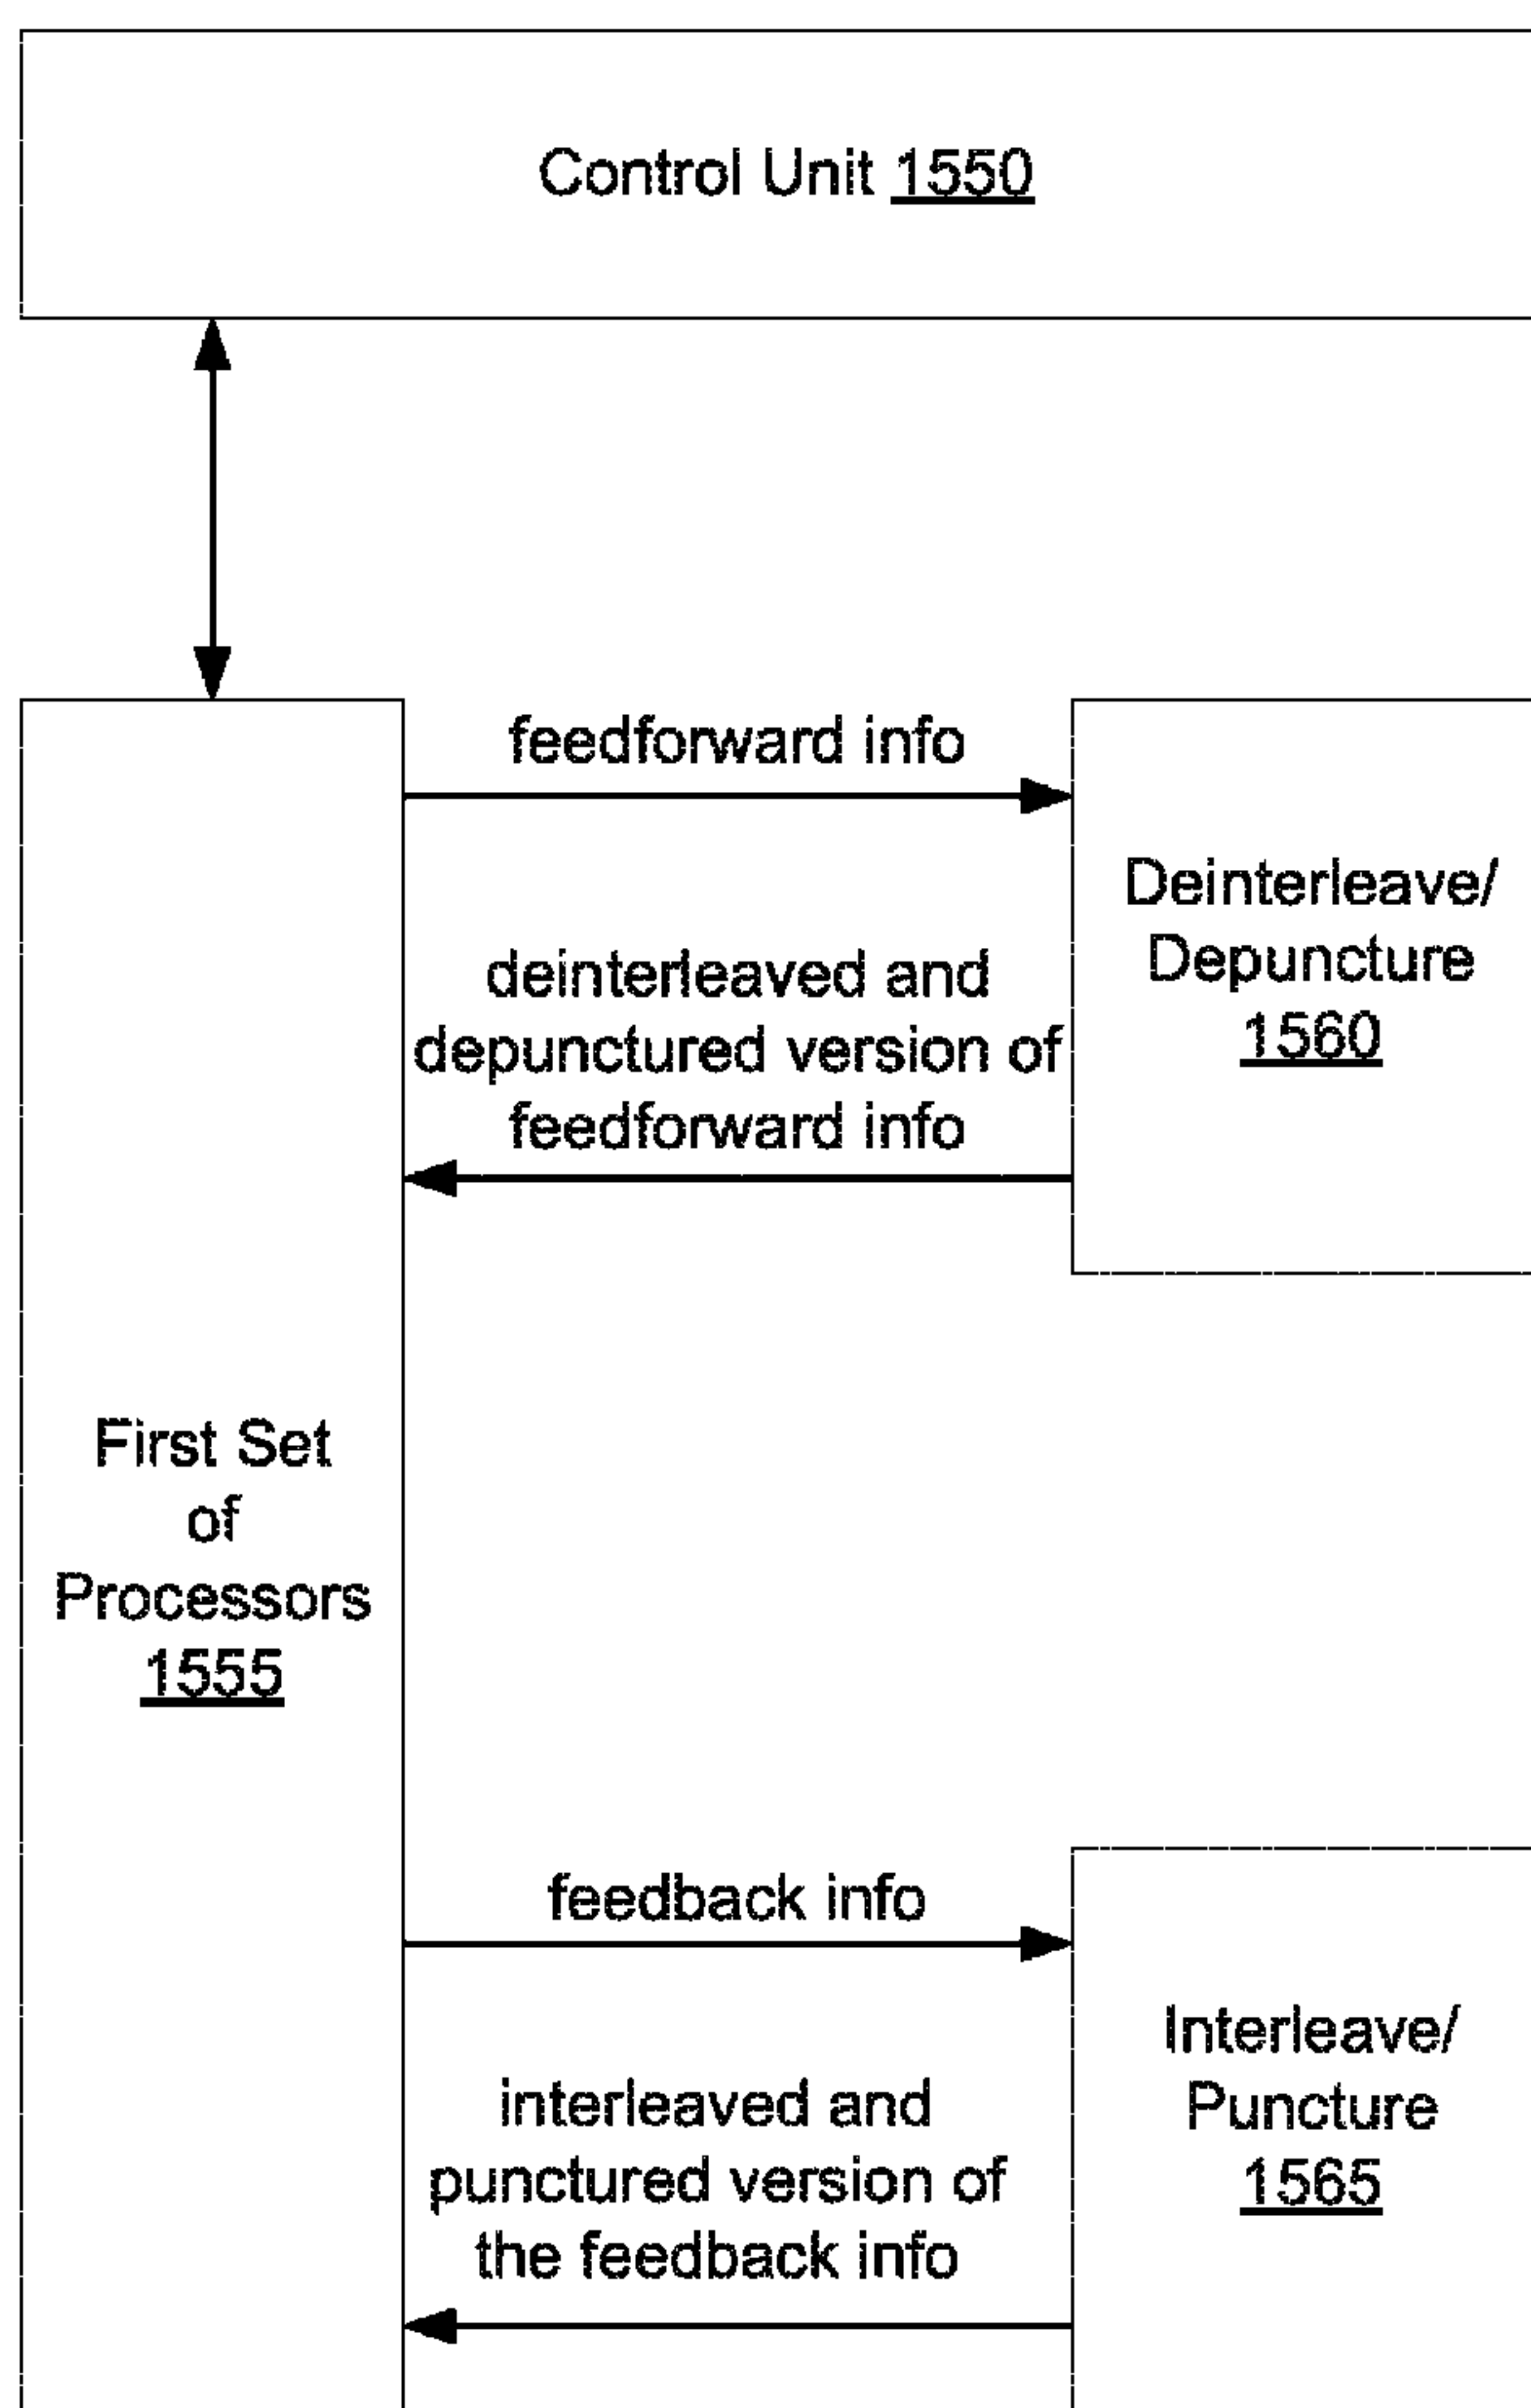 Control Unit 1550
feedforward info
Deinterleave/
Depuncture
1560
deinterleaved and
depunctured version of
feedforward info
First Set
of
Processors
1555
feedback info
Interleave/
Puncture
1565
interleaved and
punctured version of
the feedback info